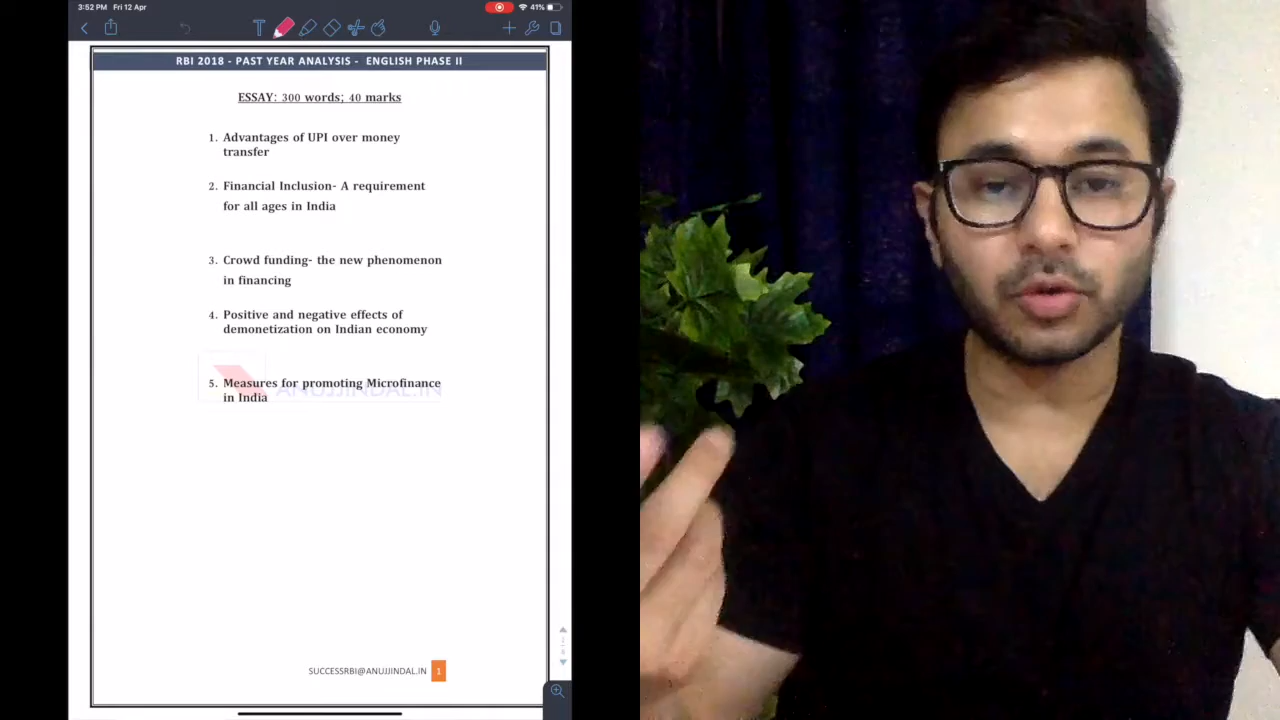 3:52 PM Fri 12 Apr
41%
T
RBI 2018 - PAST YEAR ANALYSIS - ENGLISH PHASE II
ESSAY: 300 words; 40 marks
1. Advantages of UPI over money
transfer
2. Financial Inclusion- A requirement
for all ages in India
3. Crowd funding- the new phenomenon
in financing
4. Positive and negative effects of
demonetization on Indian economy
5. Measures for promoting Microfinance
in India
ANUJJINDAL.IN
SUCCESSRBI@ANUJJINDAL.IN 1